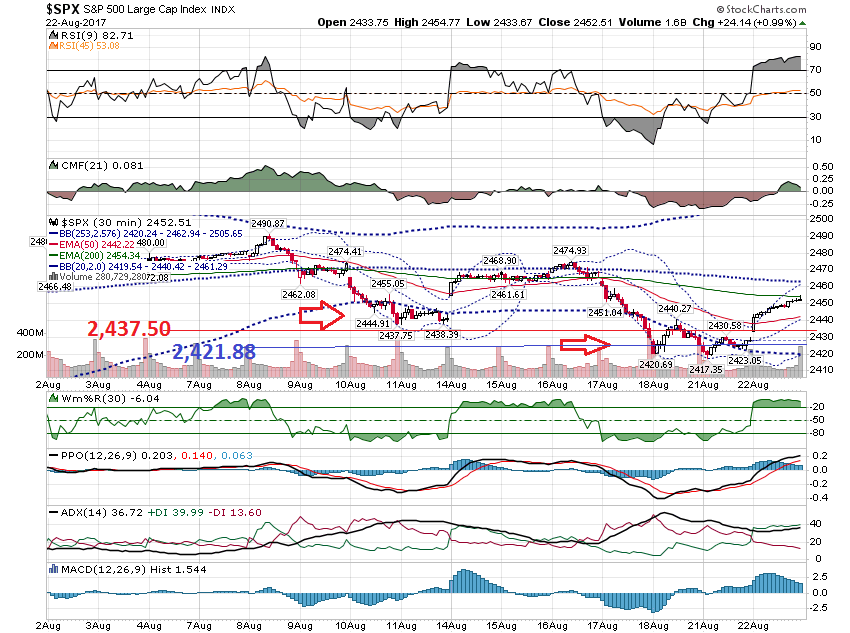 $SPX S&P 500 Large Cap Index INDX © StockCharts.com
22-Aug-2017 Open 2433.75 High 2454.77 Low 2433.67 Close 2452.51 Volume 1.6B Chg +24.14 (+0.99%)
RSI(9) 82.71
RSI(45) 53.08
90
70
50
30
10
CMF(21) 0.081
0.50
0.25
0.00
-0.25
$SPX (30 min) 2452.51
BB(253,2.576) 2420.24 - 2462.94 - 2505.65
EMA(50) 2442.22
EMA(200) 2454.34
BB(20,2.0) 2419.54 - 2440.42 - 2461.29
Volume 280,729,280
2480.00
2472.08
2466.48
2490.87
2462.08
2474.41
2455.05
2444.91
2437.75
2438.39
2468.90
2461.61
2474.93
2451.04
2440.27
2420.69
2430.58
2417.35
2423.05
2500
2490
2480
2470
2460
2450
2440
2430
2420
2410
400M
200M
2,437.50
2,421.88
2Aug 3Aug 4Aug 7Aug 8Aug 9Aug 10Aug 11Aug 14Aug 15Aug 16Aug 17Aug 18Aug 21Aug 22Aug
Wm%R(30) -6.04
-20
-50
-80
PPO(12,26,9) 0.203, 0.140, 0.063
0.2
0.0
-0.2
-0.4
ADX(14) 36.72 +DI 39.99 -DI 13.60
40
20
0
MACD(12,26,9) Hist 1.544
2.5
0.0
-2.5
2Aug 3Aug 4Aug 7Aug 8Aug 9Aug 10Aug 11Aug 14Aug 15Aug 16Aug 17Aug 18Aug 21Aug 22Aug